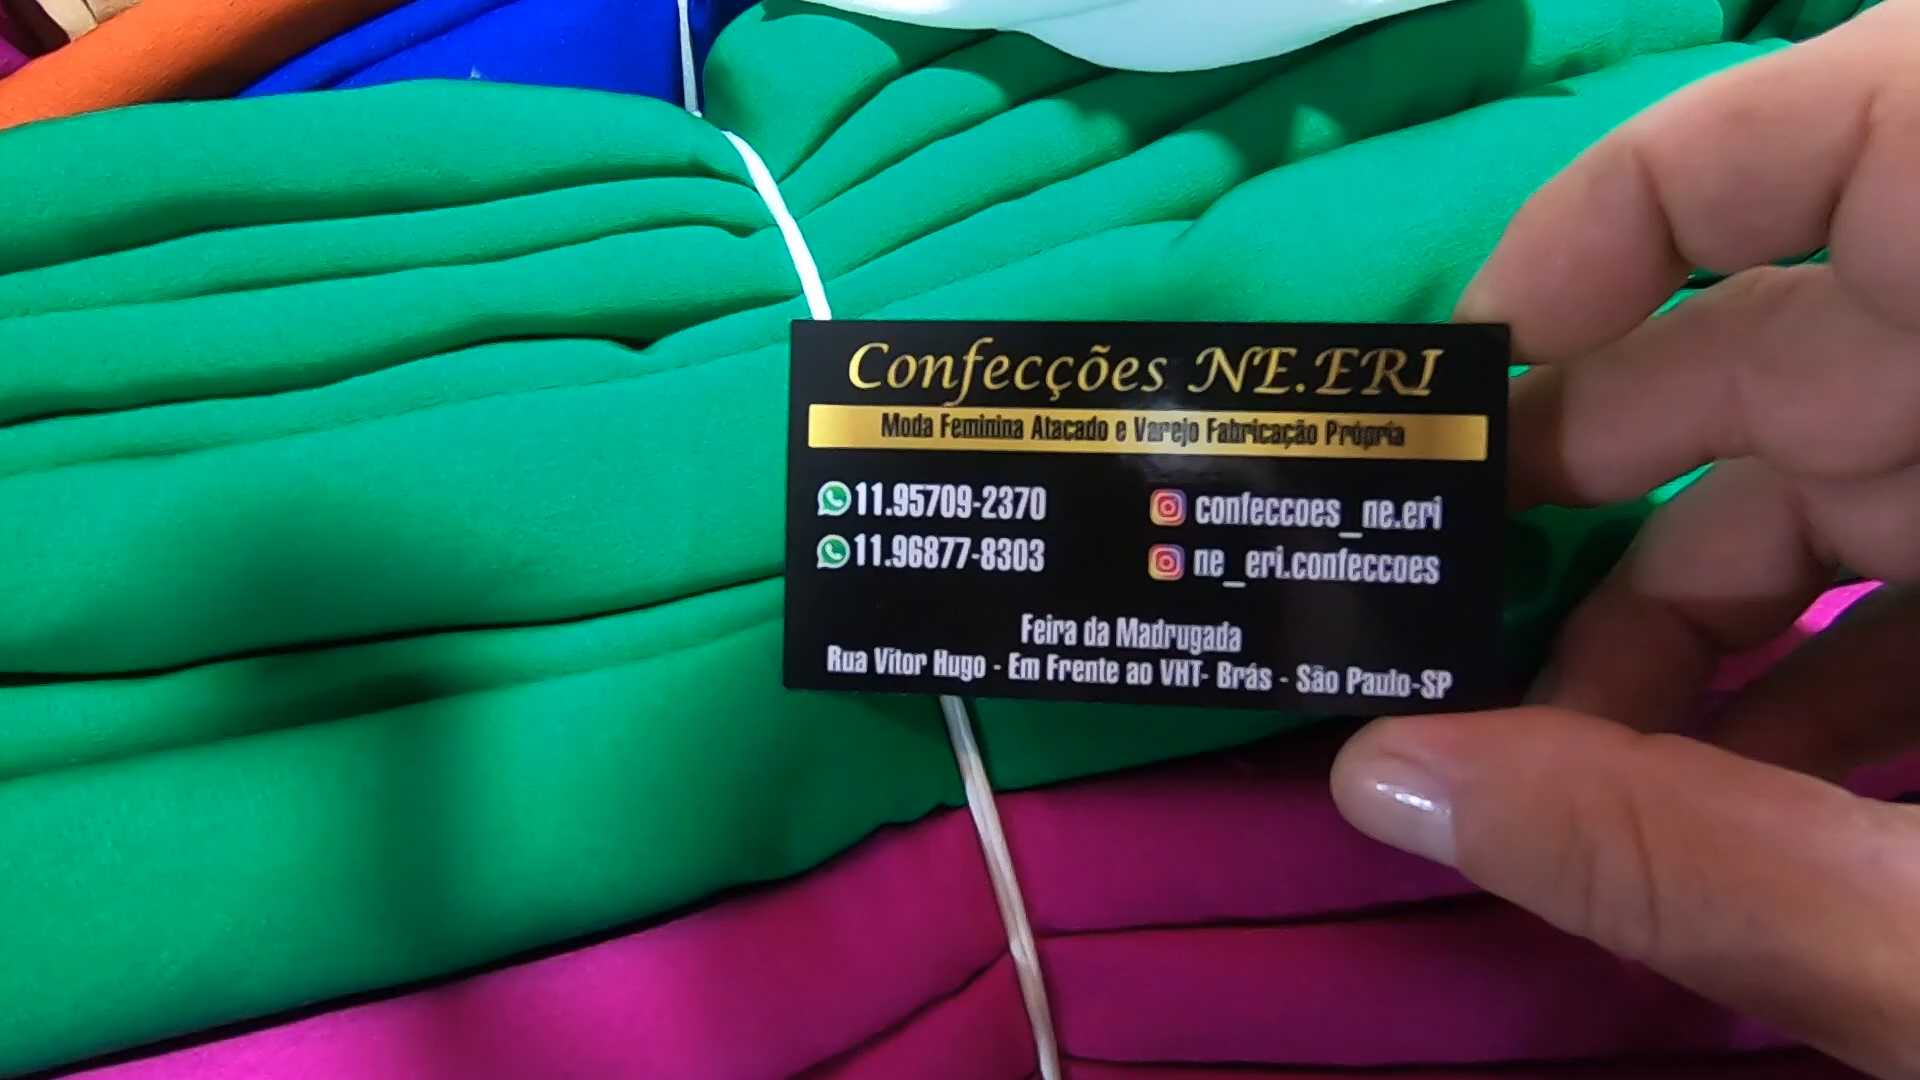 Confecções NE.ERI
Moda Feminina Atacado e Varejo Fabricação Própria
11.95709-2370
confeccoes_ne.eri
11.96877-8303
ne_eri.confeccoes
Feira da Madrugada
Rua Vitor Hugo - Em Frente ao VHT- Brás - São Paulo-SP